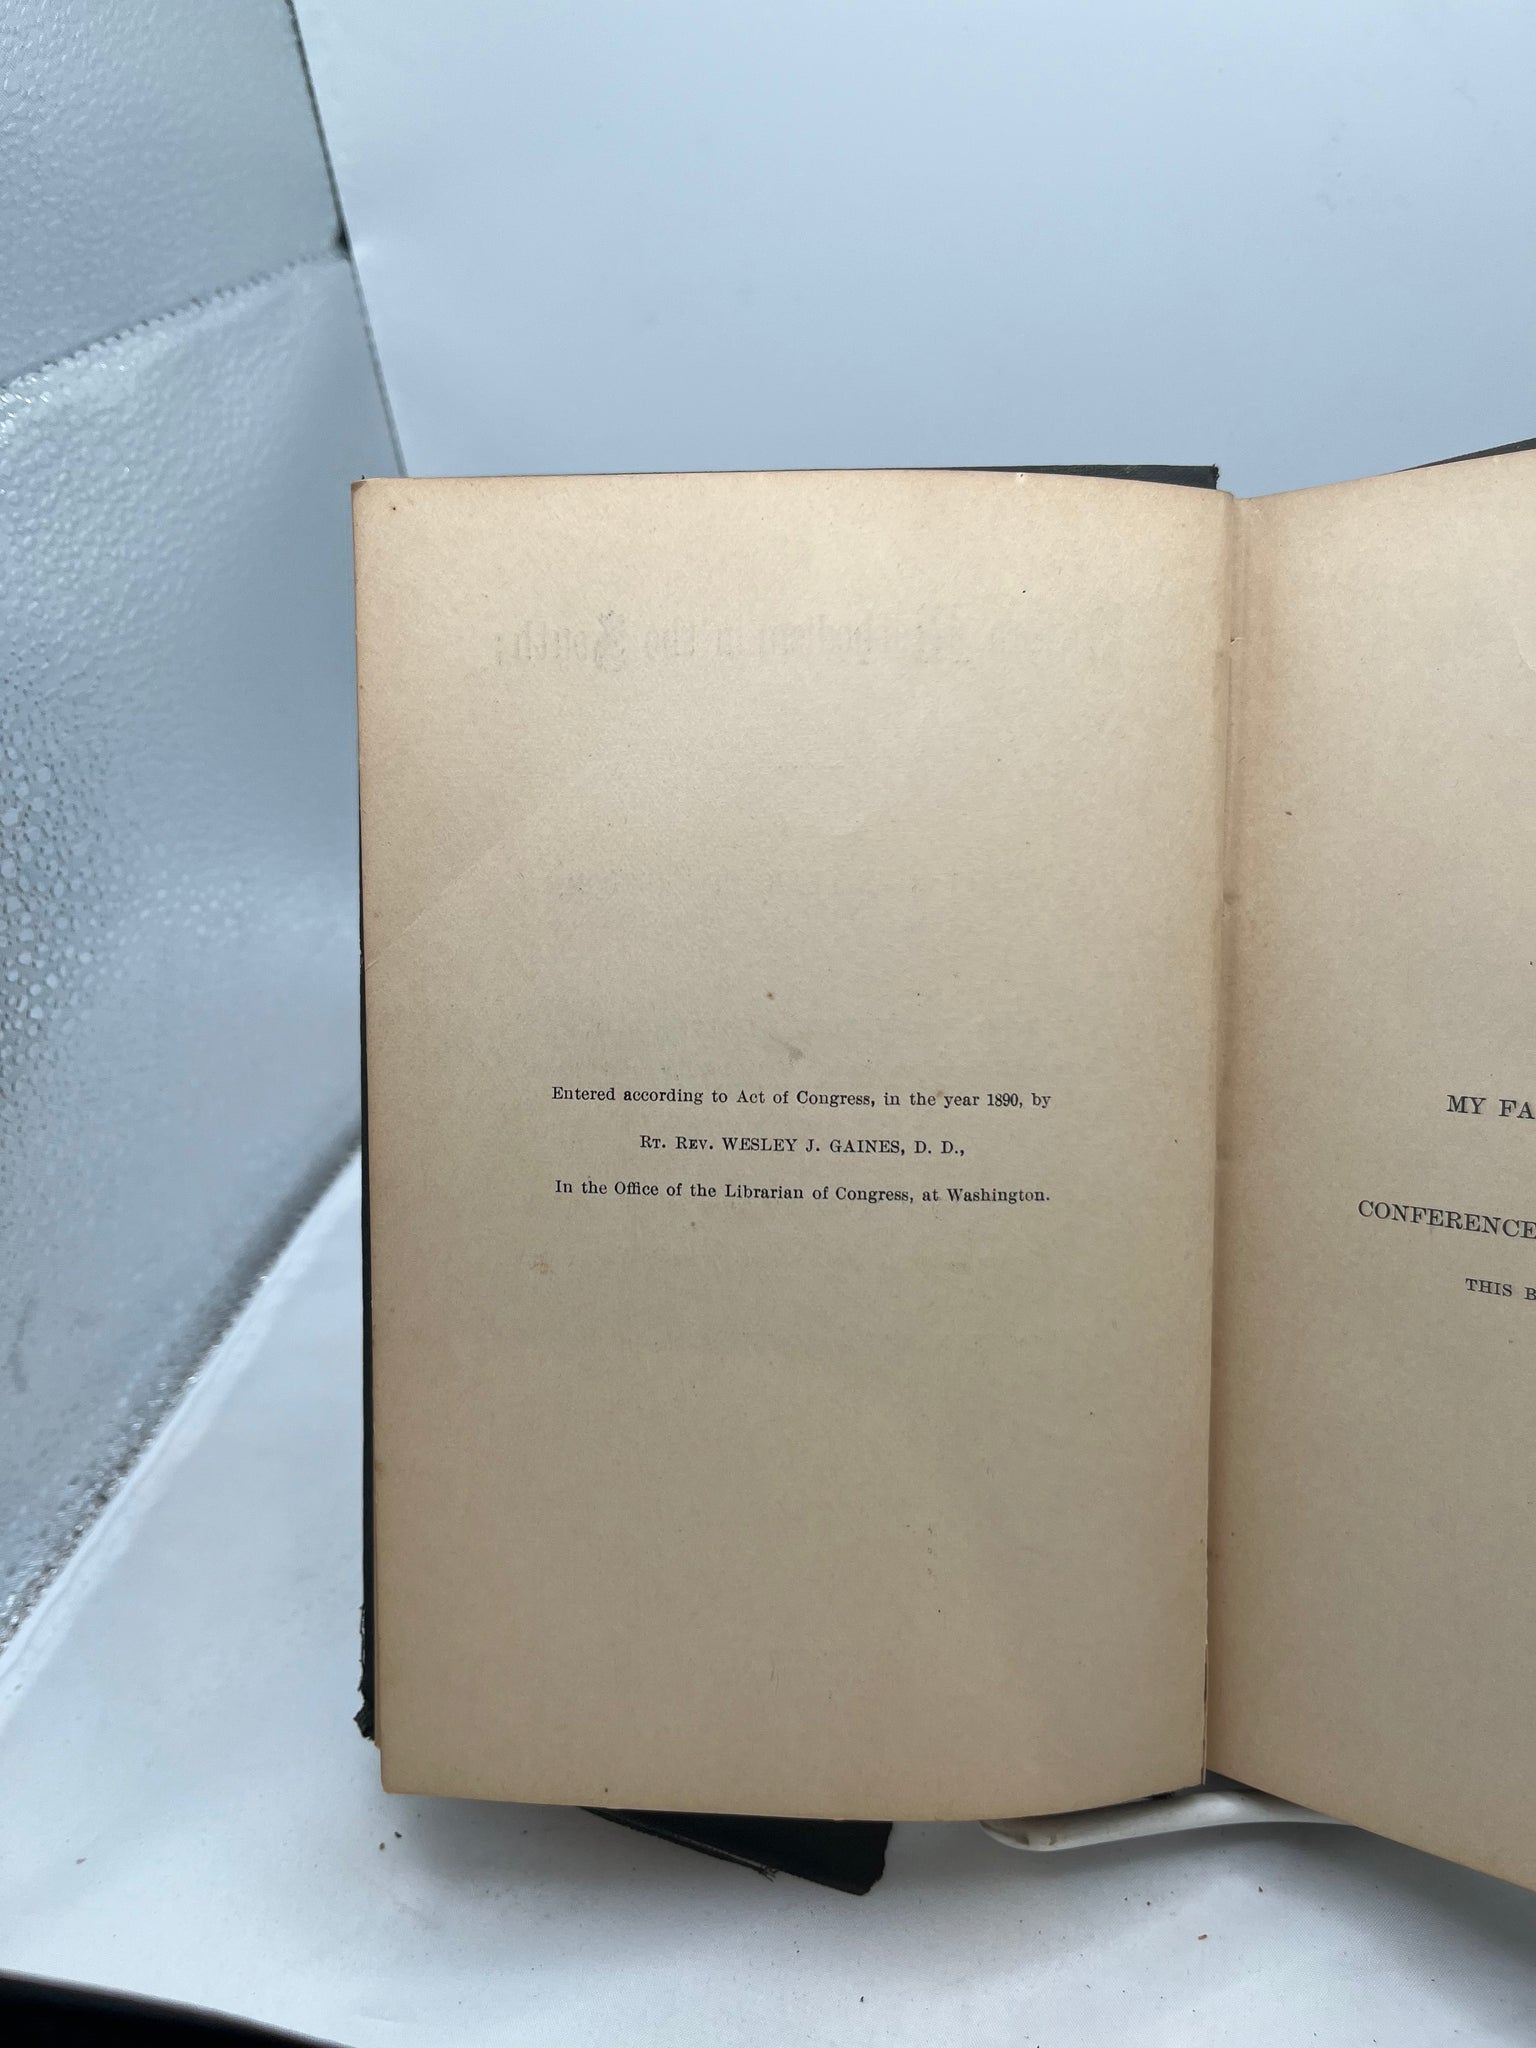 Entered according to Act of Congress, in the year 1890, by
Rt. Rev. WESLEY J. GAINES, D. D.,
In the Office of the Librarian of Congress, at Washington.
MY FA
CONFERENCE
THIS B